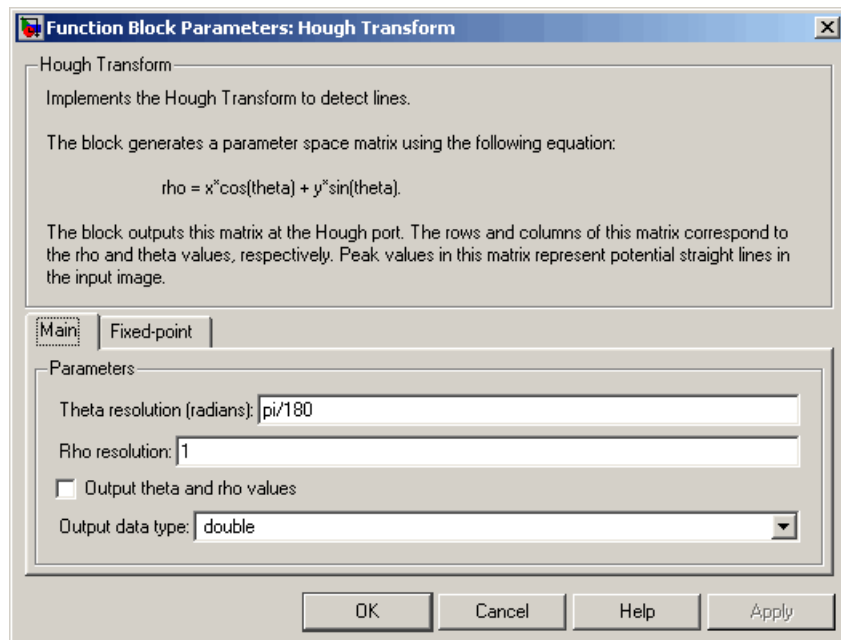 Function Block Parameters: Hough Transform
Hough Transform
Implements the Hough Transform to detect lines.
The block generates a parameter space matrix using the following equation:
rho = x*cos(theta) + y*sin(theta).
The block outputs this matrix at the Hough port. The rows and columns of this matrix correspond to
the rho and theta values, respectively. Peak values in this matrix represent potential straight lines in
the input image.
Main Fixed-point
Parameters
Theta resolution (radians): pi/180
Rho resolution: 1
Output theta and rho values
Output data type: double
OK Cancel Help Apply